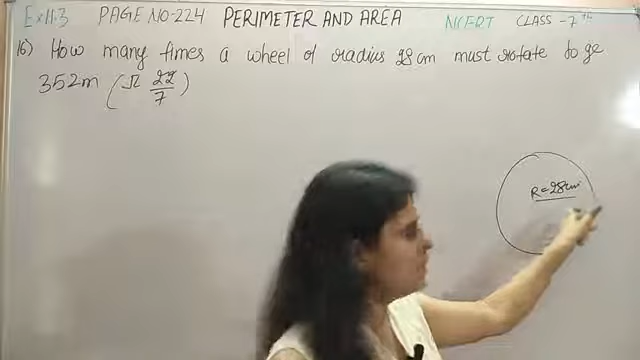 Ex 11.3 PAGE NO-224 PERIMETER AND AREA NCERT CLASS - 7th
16) How many times a wheel of radius 28 cm must rotate to go
352m (π 22/7)
R = 28cm